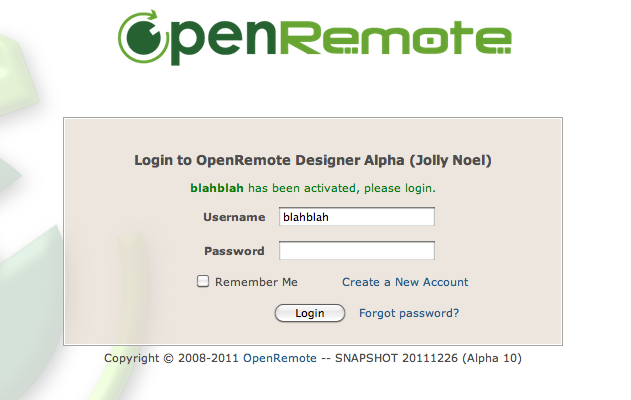 OpenRemote
Login to OpenRemote Designer Alpha (Jolly Noel)
blahblah has been activated, please login.
Username blahblah
Password
Remember Me Create a New Account
Login Forgot password?
Copyright © 2008-2011 OpenRemote -- SNAPSHOT 20111226 (Alpha 10)